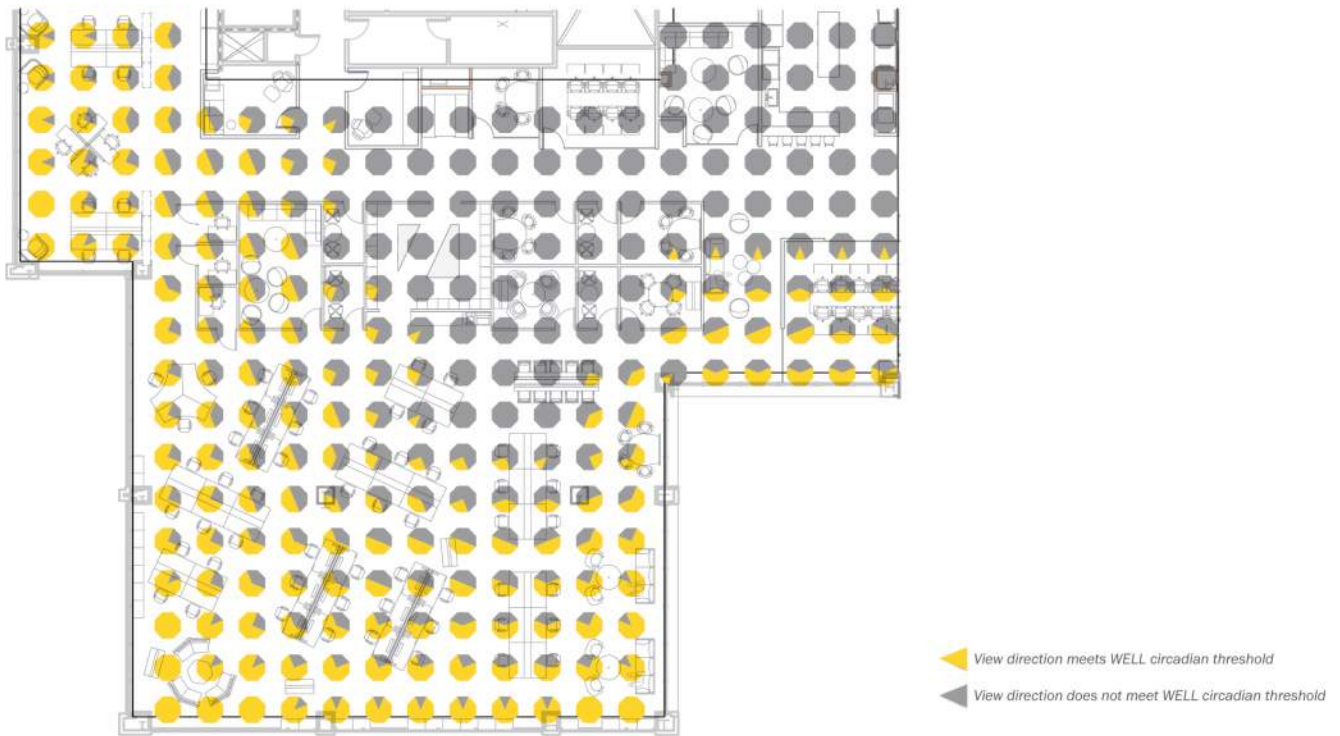 View direction meets WELL circadian threshold
View direction does not meet WELL circadian threshold